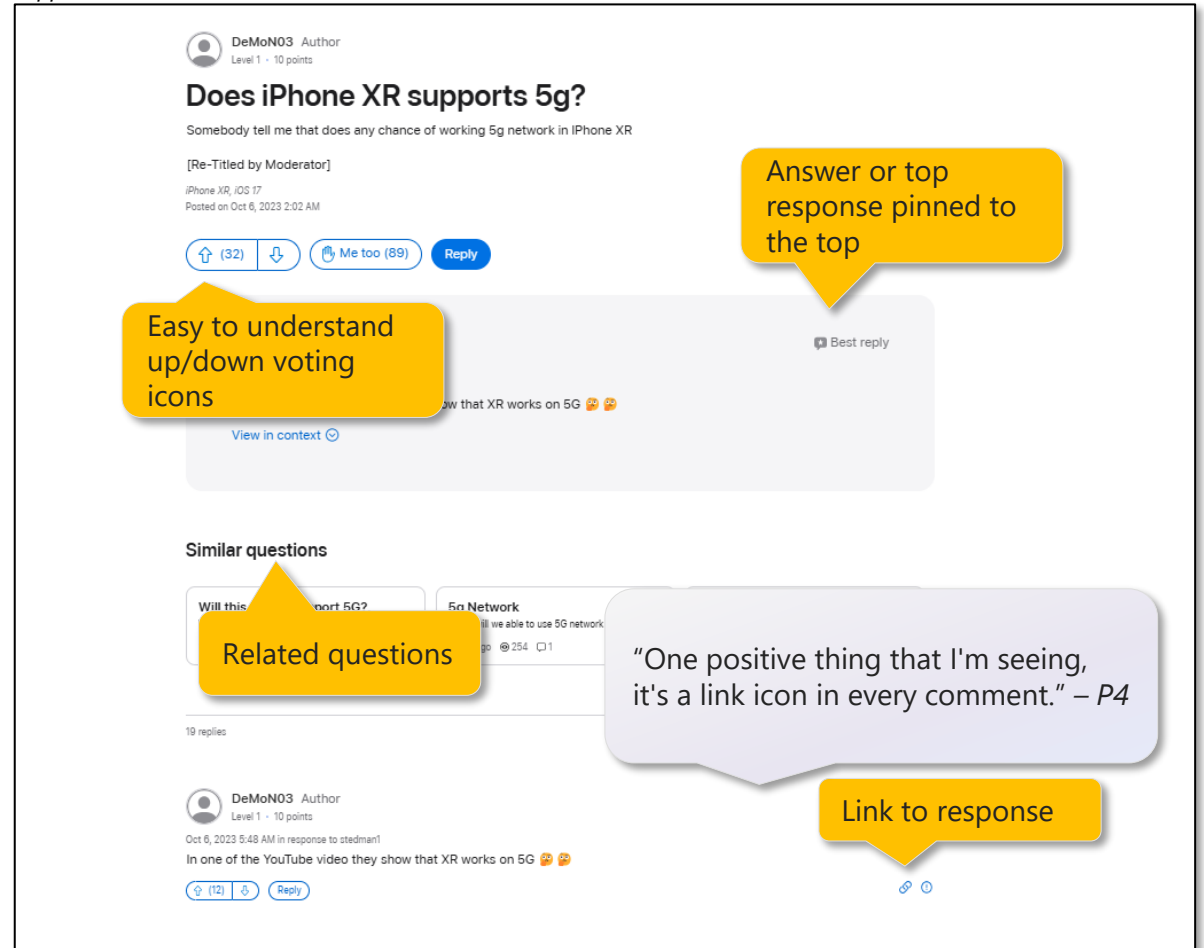 DeMoN03 Author
Level 1 · 10 points
Does iPhone XR supports 5g?
Somebody tell me that does any chance of working 5g network in IPhone XR
[Re-Titled by Moderator]
iPhone XR, iOS 17
Posted on Oct 6, 2023 2:02 AM
(32)
Me too (89)
Reply
Answer or top
response pinned to
the top
Easy to understand
up/down voting
icons
Best reply
that XR works on 5G 🤔 🤔
View in context
Similar questions
Will this port 5G?
5g Network
will we able to use 5G network
254 1
Related questions
“One positive thing that I'm seeing,
it's a link icon in every comment.” – P4
19 replies
Link to response
DeMoN03 Author
Level 1 · 10 points
Oct 6, 2023 5:48 AM in response to stedman1
In one of the YouTube video they show that XR works on 5G 🤔 🤔
(12)
Reply